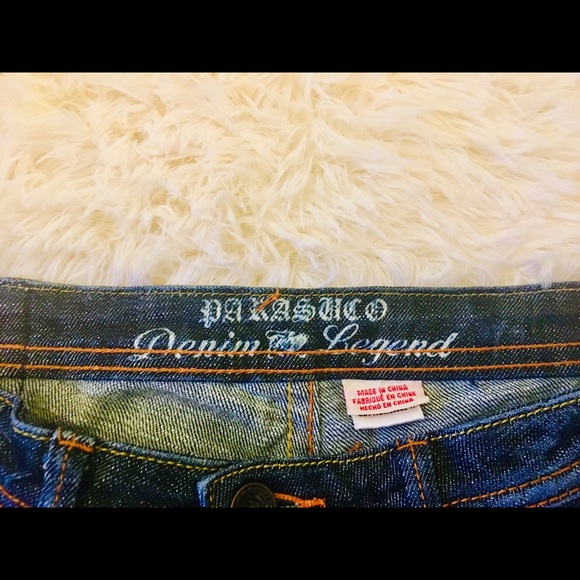 PARASUCO
Denim Legend
MADE IN CHINA
FABRIQUÉ EN CHINE
HECHO EN CHINA